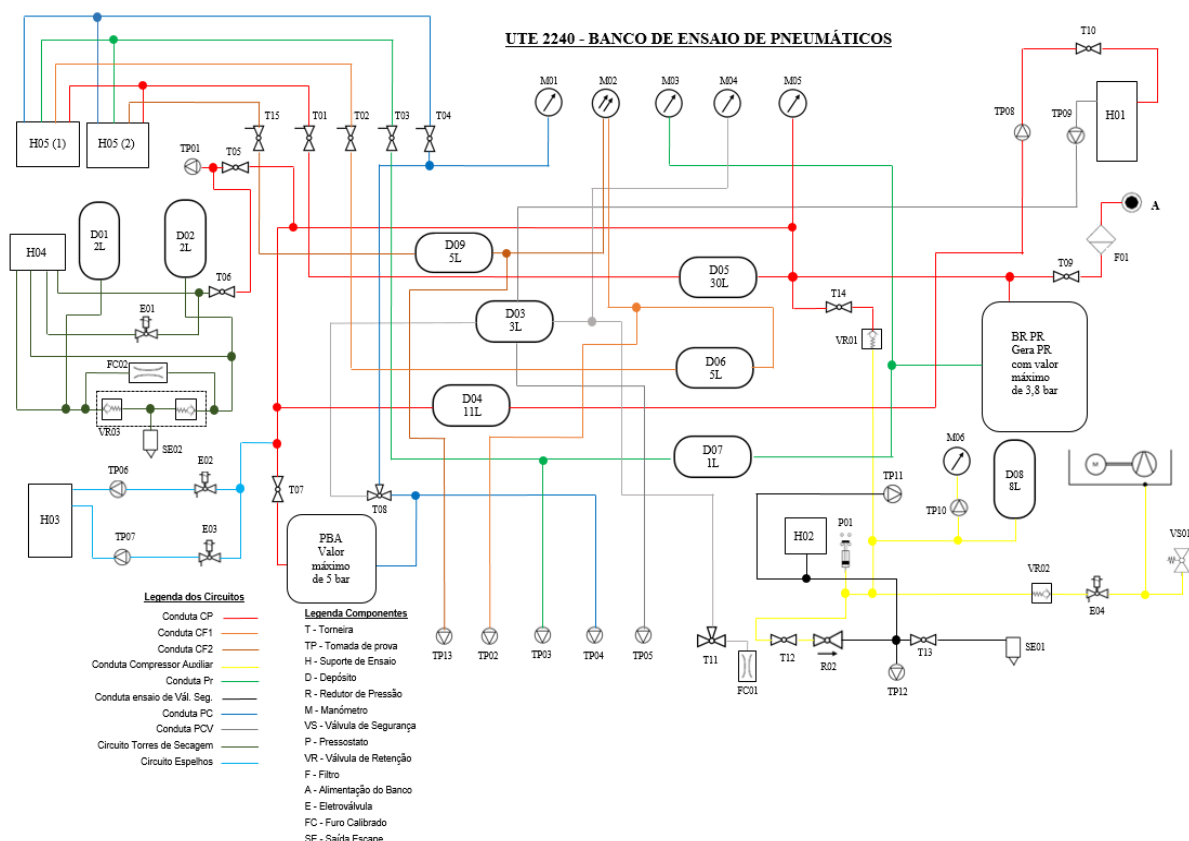 UTE 2240 - BANCO DE ENSAIO DE PNEUMÁTICOS
T10
M01
M02
M03
M04
M05
TP08
TP09
H01
T15
T01
T02
T03
T04
H05 (1)
H05 (2)
TP01
T05
A
F01
D01
2L
D02
2L
H04
T06
E01
D09
5L
D05
30L
T09
T14
VR01
D03
3L
BR PR
Gera PR
com valor
máximo
de 3,8 bar
D06
5L
FC02
VR03
SE02
D04
11L
M06
D07
1L
D08
8L
M
TP11
TP10
TP06
E02
T07
T08
H03
TP07
E03
PBA
Valor
máximo
de 5 bar
P01
H02
VS01
VR02
E04
TP13
TP02
TP03
TP04
TP05
T11
FC01
T12
R02
T13
SE01
TP12
Legenda dos Circuitos
Conduta CP
Conduta CF1
Conduta CF2
Conduta Compressor Auxiliar
Conduta Pr
Conduta ensaio de Vál. Seg.
Conduta PC
Conduta PCV
Circuito Torres de Secagem
Circuito Espelhos
Legenda Componentes
T - Torneira
TP - Tomada de prova
H - Suporte de Ensaio
D - Depósito
R - Redutor de Pressão
M - Manómetro
VS - Válvula de Segurança
P - Pressostato
VR - Válvula de Retenção
F - Filtro
A - Alimentação do Banco
E - Eletroválvula
FC - Furo Calibrado
SE - Saída Escape